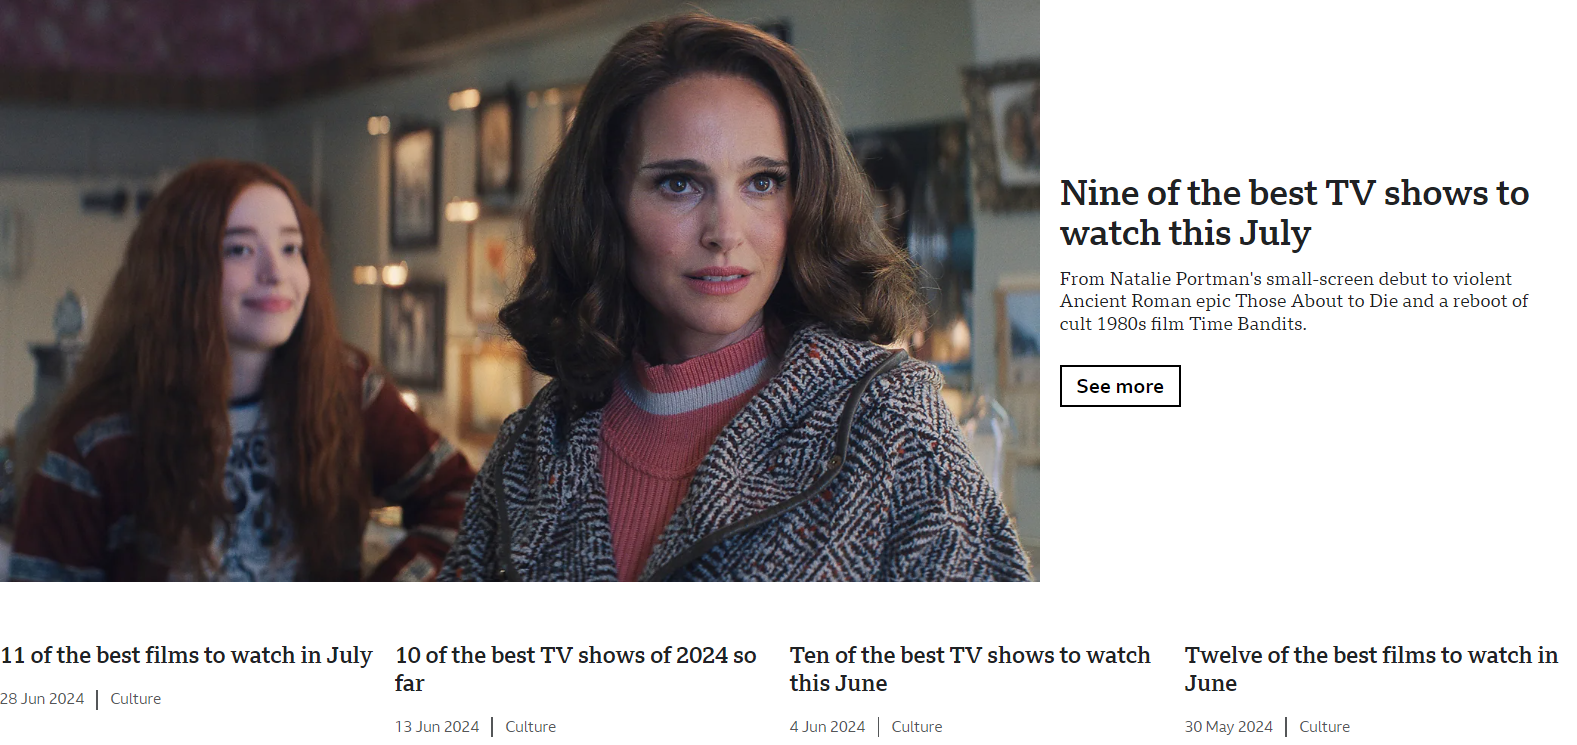 Nine of the best TV shows to
watch this July
From Natalie Portman's small-screen debut to violent
Ancient Roman epic Those About to Die and a reboot of
cult 1980s film Time Bandits.
See more
11 of the best films to watch in July
28 Jun 2024 | Culture
10 of the best TV shows of 2024 so
far
13 Jun 2024 | Culture
Ten of the best TV shows to watch
this June
4 Jun 2024 | Culture
Twelve of the best films to watch in
June
30 May 2024 | Culture